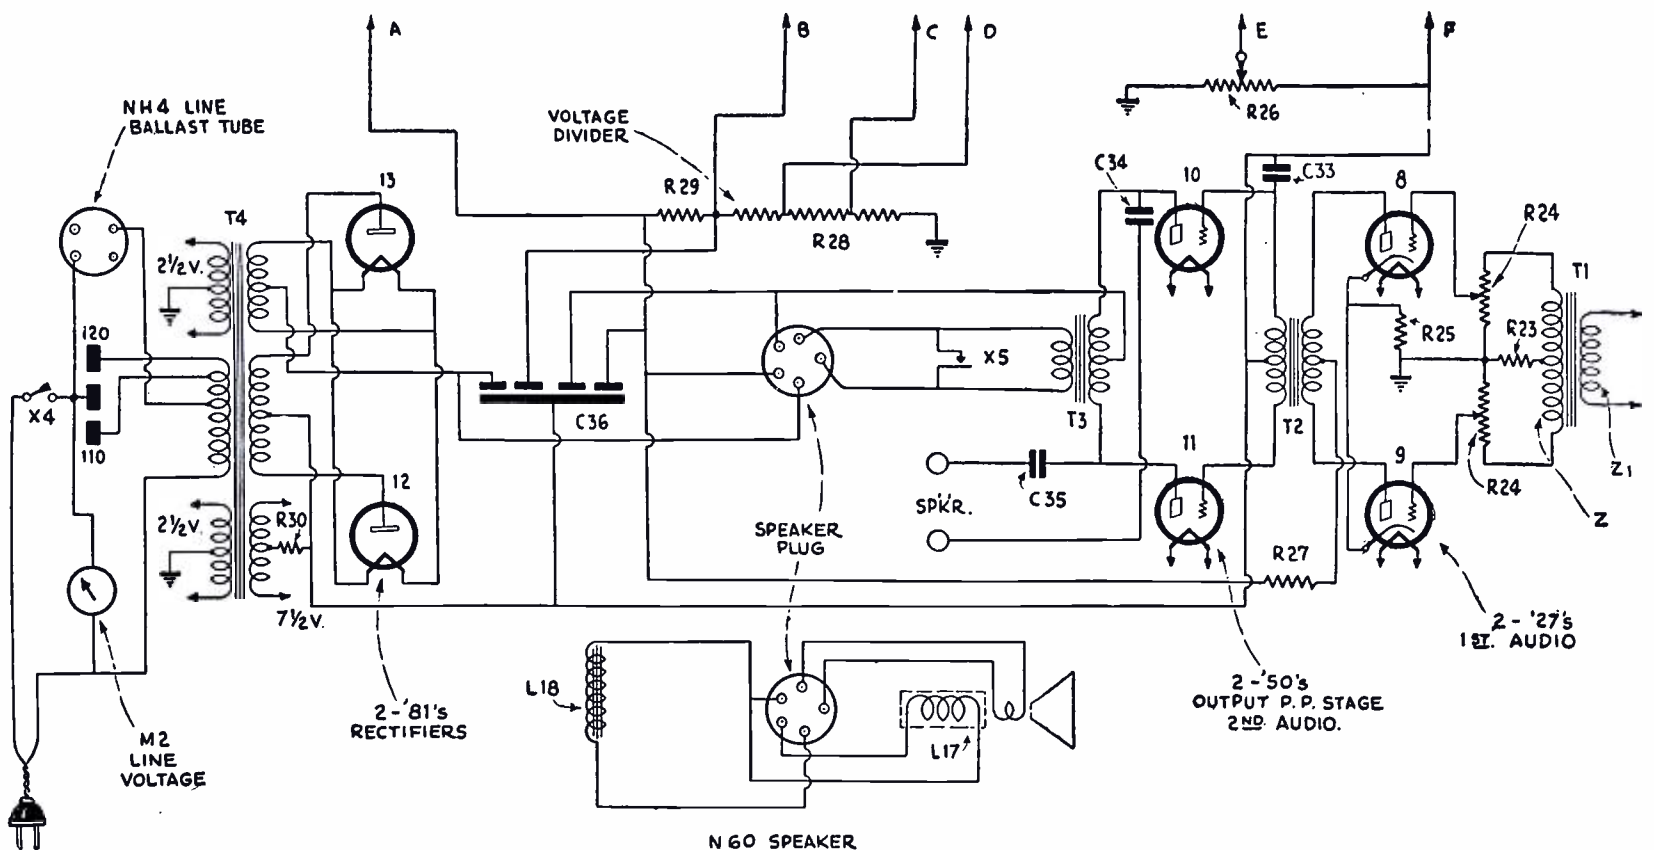 A
B
C
D
E
F
NH4 LINE
BALLAST TUBE
VOLTAGE
DIVIDER
R26
C34
C33
13
R29
10
8
T4
R24
2½V.
R28
T1
120
X4
110
R25
R23
X5
C36
T3
T2
11
9
12
Z1
R24
C35
SPK'R.
Z
2½V.
R30
SPEAKER
PLUG
R27
7½V.
2-'27's
1ST. AUDIO
L18
2-'81's
RECTIFIERS
2-'50's
OUTPUT P.P. STAGE
2ND. AUDIO.
L17
M2
LINE
VOLTAGE
N60 SPEAKER